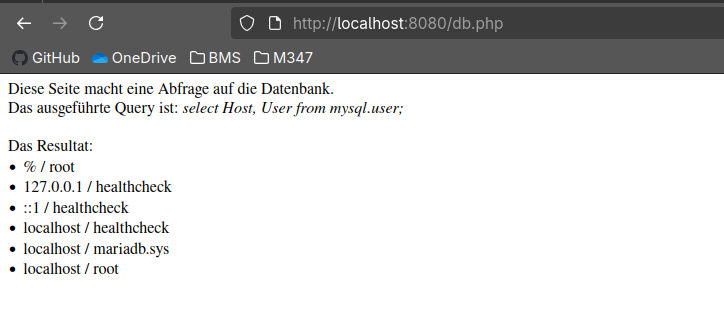 http://localhost:8080/db.php
GitHub OneDrive BMS M347
Diese Seite macht eine Abfrage auf die Datenbank.
Das ausgeführte Query ist: select Host, User from mysql.user;
Das Resultat:
• % / root
• 127.0.0.1 / healthcheck
• ::1 / healthcheck
• localhost / healthcheck
• localhost / mariadb.sys
• localhost / root